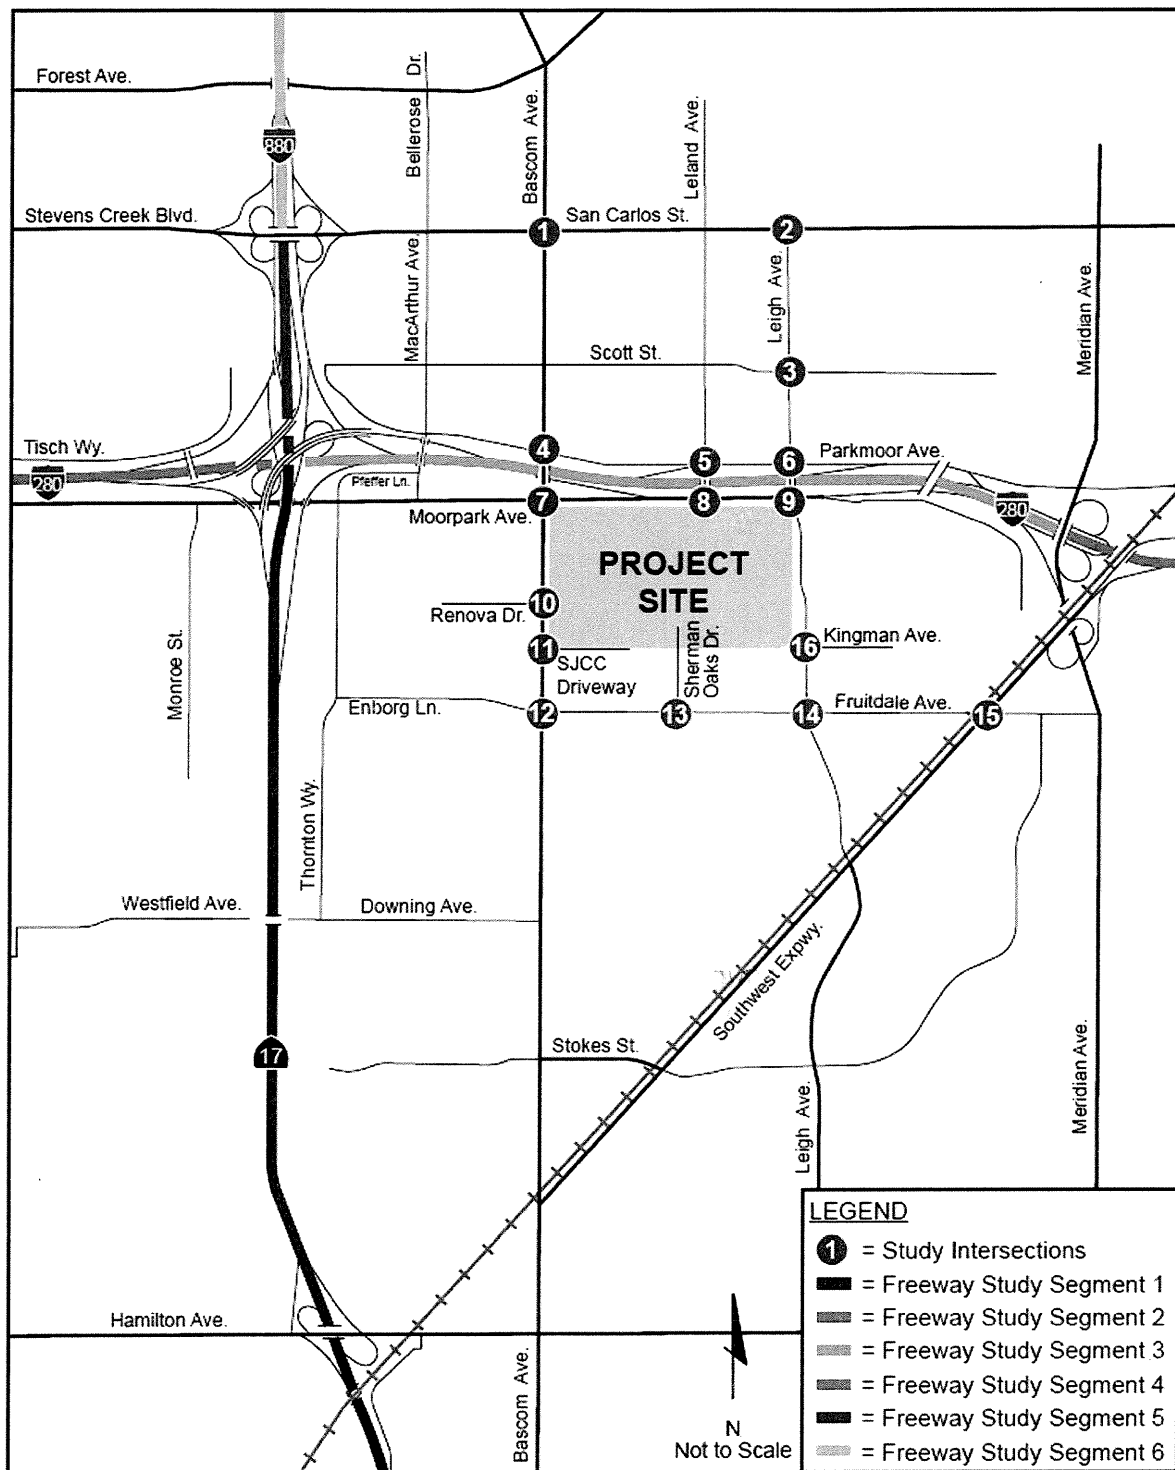 Forest Ave.
Bellerose Dr.
Bascom Ave.
Leland Ave.
880
Stevens Creek Blvd.
San Carlos St.
1
2
MacArthur Ave.
Leigh Ave.
Meridian Ave.
Scott St.
3
Tisch Wy.
4
5
6
Parkmoor Ave.
280
Pfeffer Ln.
280
Moorpark Ave.
7
8
9
PROJECT
SITE
Renova Dr.
10
Monroe St.
11
SJCC
Driveway
Sherman
Oaks Dr.
16
Kingman Ave.
Enborg Ln.
12
13
14
Fruitdale Ave.
15
Thornton Wy.
Westfield Ave.
Downing Ave.
Southwest Expwy.
17
Stokes St.
Leigh Ave.
Meridian Ave.
Hamilton Ave.
Bascom Ave.
N
Not to Scale
LEGEND
1 = Study Intersections
= Freeway Study Segment 1
= Freeway Study Segment 2
= Freeway Study Segment 3
= Freeway Study Segment 4
= Freeway Study Segment 5
= Freeway Study Segment 6